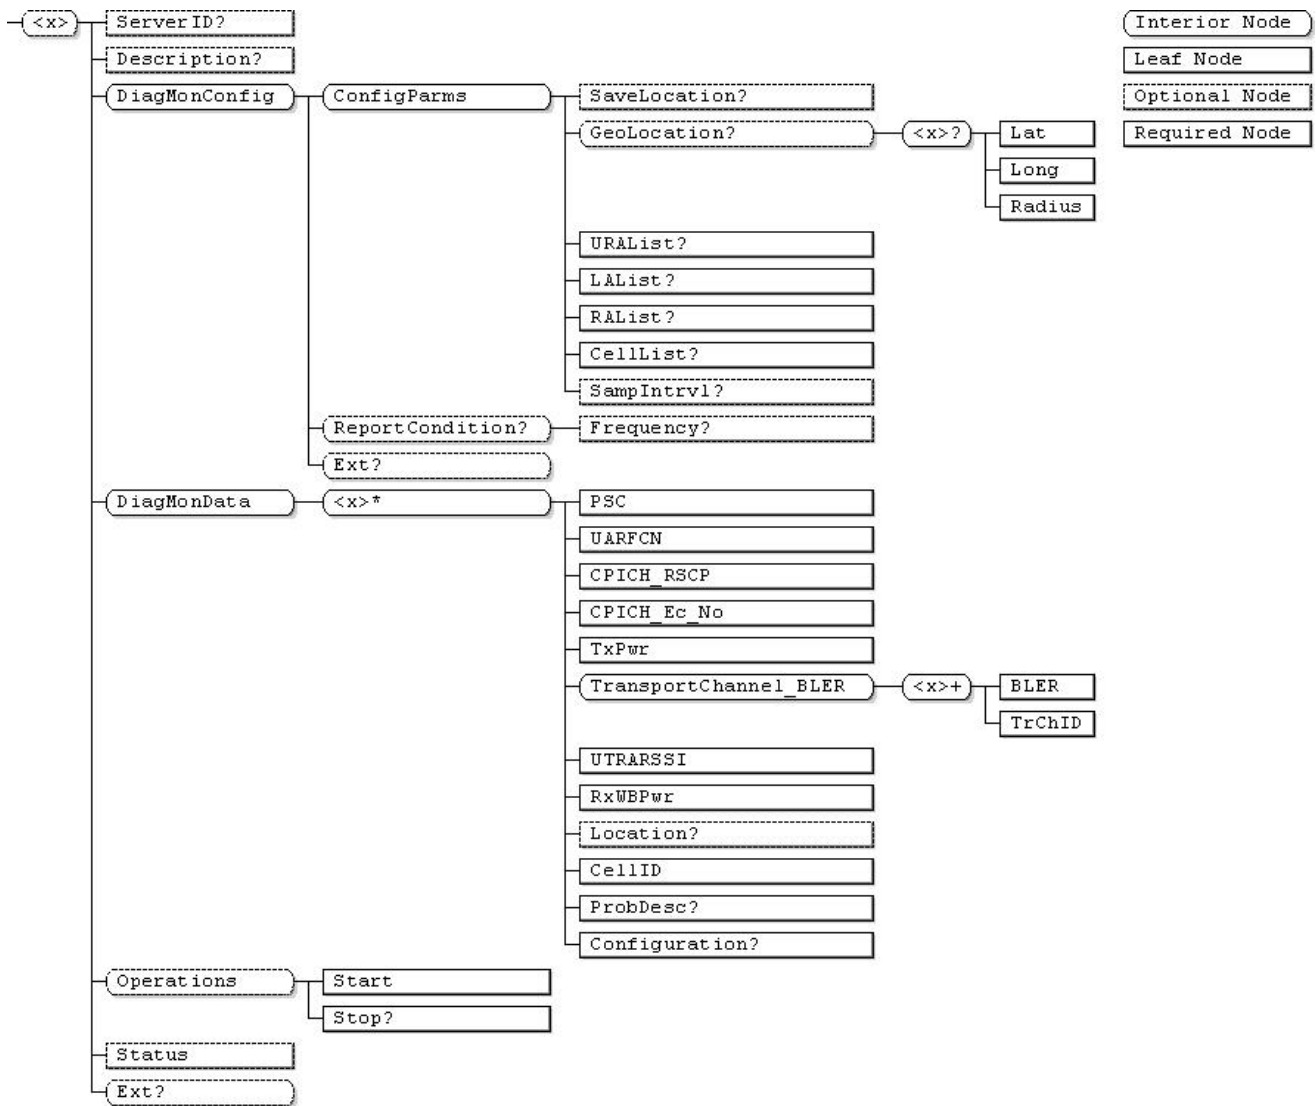 <x> ServerID? Interior Node
Description? Leaf Node
DiagMonConfig ConfigParms SaveLocation? Optional Node
GeoLocation? <x>? Lat Required Node
Long
Radius
URAList?
LAList?
RAList?
CellList?
SampIntrvl?
ReportCondition? Frequency?
Ext?
DiagMonData <x>* PSC
UARFCN
CPICH_RSCP
CPICH_Ec_No
TxPwr
TransportChannel_BLER <x>+ BLER
TrChID
UTRARSSI
RxWBPwr
Location?
CellID
ProbDesc?
Configuration?
Operations Start
Stop?
Status
Ext?